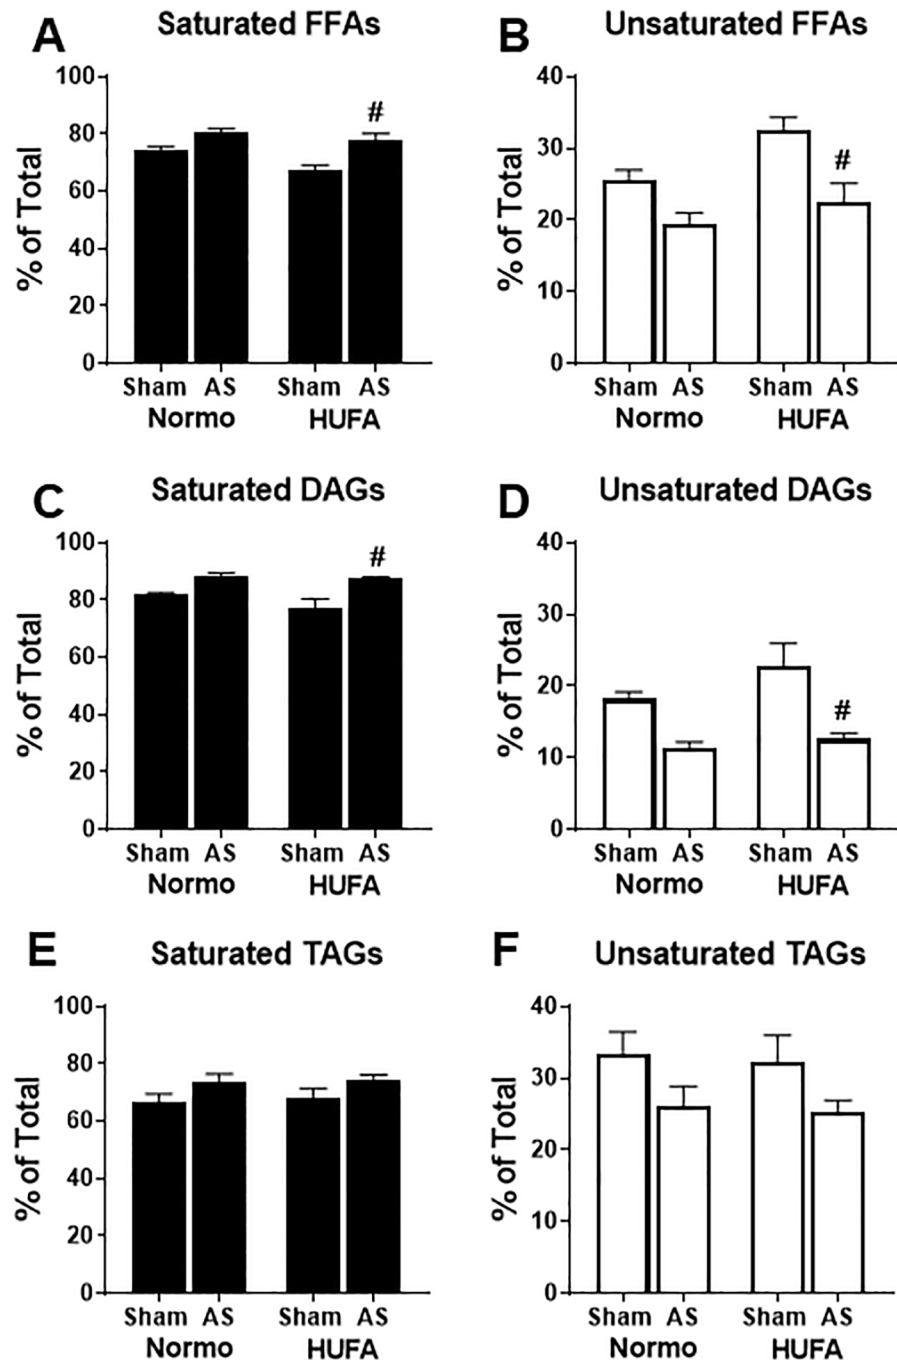 A Saturated FFAs
% of Total
100
80
60
40
20
0
#
Sham AS Sham AS
Normo HUFA
B Unsaturated FFAs
% of Total
40
30
20
10
0
#
Sham AS Sham AS
Normo HUFA
C Saturated DAGs
% of Total
100
80
60
40
20
0
#
Sham AS Sham AS
Normo HUFA
D Unsaturated DAGs
% of Total
40
30
20
10
0
#
Sham AS Sham AS
Normo HUFA
E Saturated TAGs
% of Total
100
80
60
40
20
0
Sham AS Sham AS
Normo HUFA
F Unsaturated TAGs
% of Total
40
30
20
10
0
Sham AS Sham AS
Normo HUFA